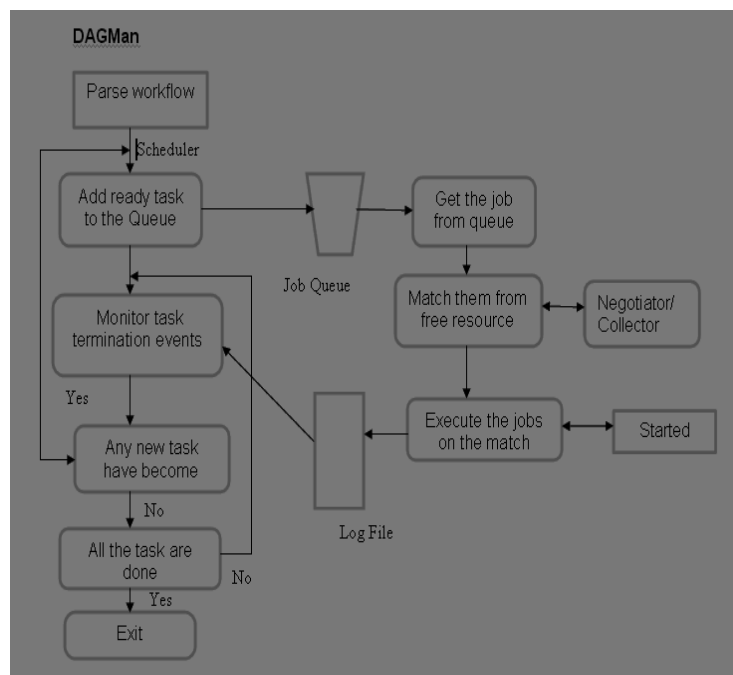 DAGMan
Parse workflow
Scheduler
Add ready task
to the Queue
Job Queue
Get the job
from queue
Match them from
free resource
Negotiator/
Collector
Monitor task
termination events
Yes
Execute the jobs
on the match
Started
Any new task
have become
No
Log File
All the task are
done
No
Yes
Exit